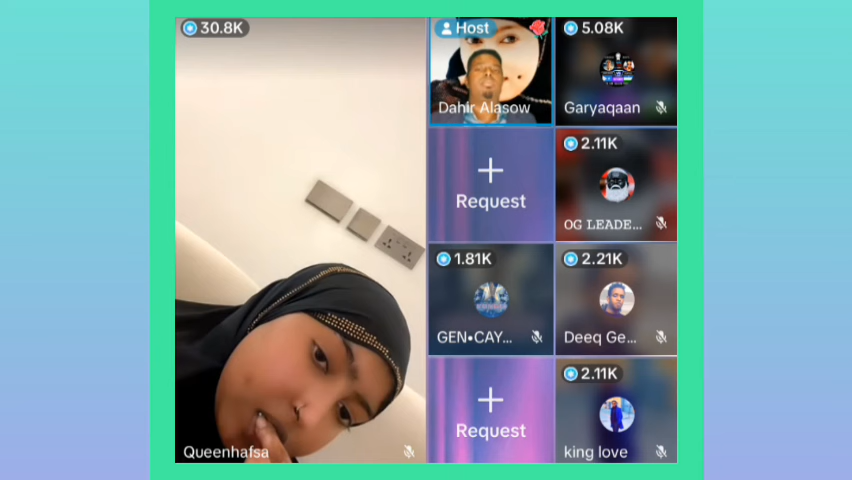 30.8K
Queenhafsa
Host
Dahir Alasow
5.08K
Garyaqaan
Request
2.11K
OG LEADE...
1.81K
GEN•CAY...
2.21K
Deeq Ge...
Request
2.11K
king love